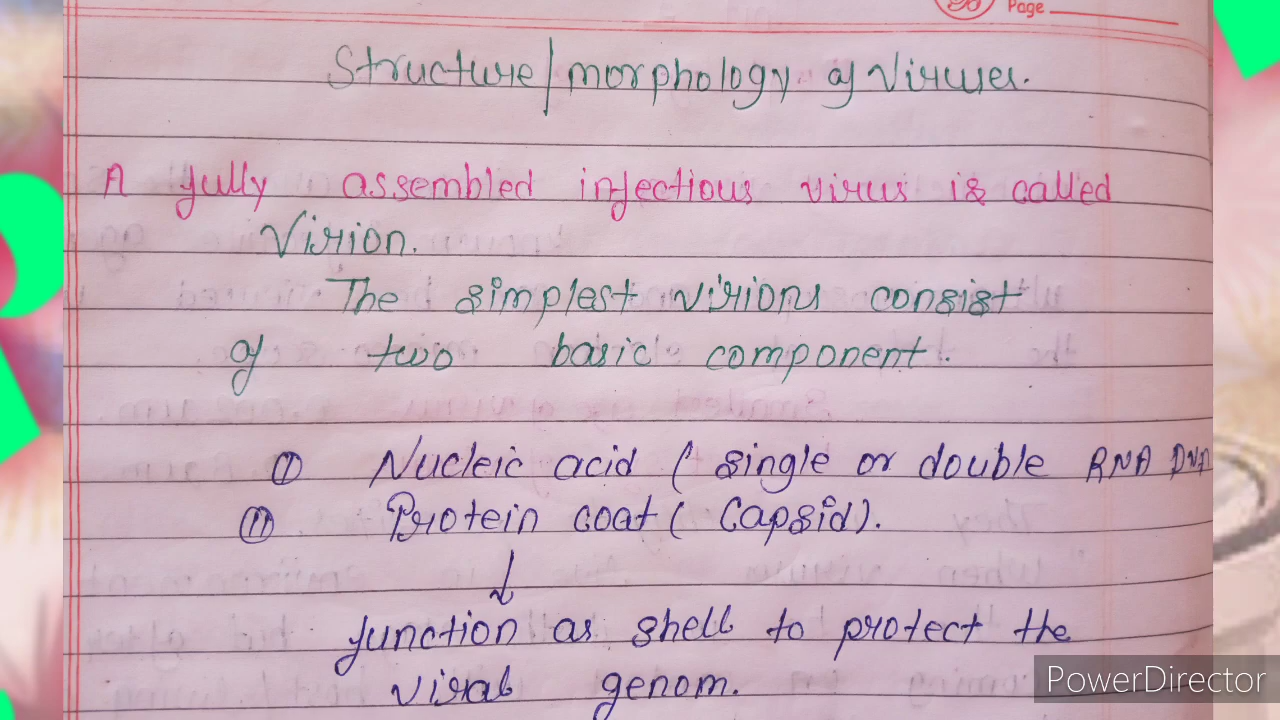 Page
Structure/morphology of Viruses.
A fully assembled infectious virus is called
Virion.
The simplest virions consist
of two basic component.
(I) Nucleic acid ( single or double RNA DNA
(II) Protein coat ( Capsid).
↓
function as shell to protect the
viral genom.
PowerDirector